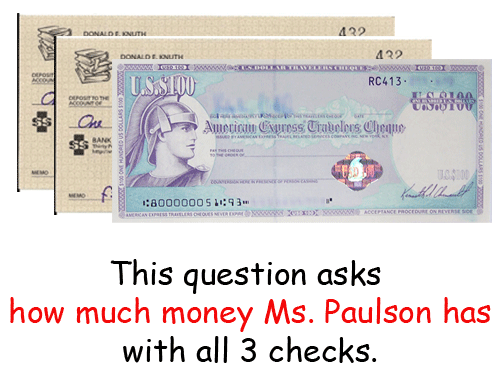 DONALD E. KNUTH 432
DONALD E. KNUTH 432
DEPOSIT TO THE
ACCOUNT OF
One
$S
BANK
MEMO
MEMO
U.S. DOLLAR TRAVELERS CHEQUE
U.S.$100
RC413-
U.S.$100
American Express Travelers Cheque
PAY THIS CHEQUE
TO THE ORDER OF
COUNTERSIGN HERE IN PRESENCE OF PERSON CASHING
U.S.$100
AMERICAN EXPRESS TRAVELERS CHEQUES NEVER EXPIRE
ACCEPTANCE PROCEDURE ON REVERSE SIDE
This question asks
how much money Ms. Paulson has
with all 3 checks.